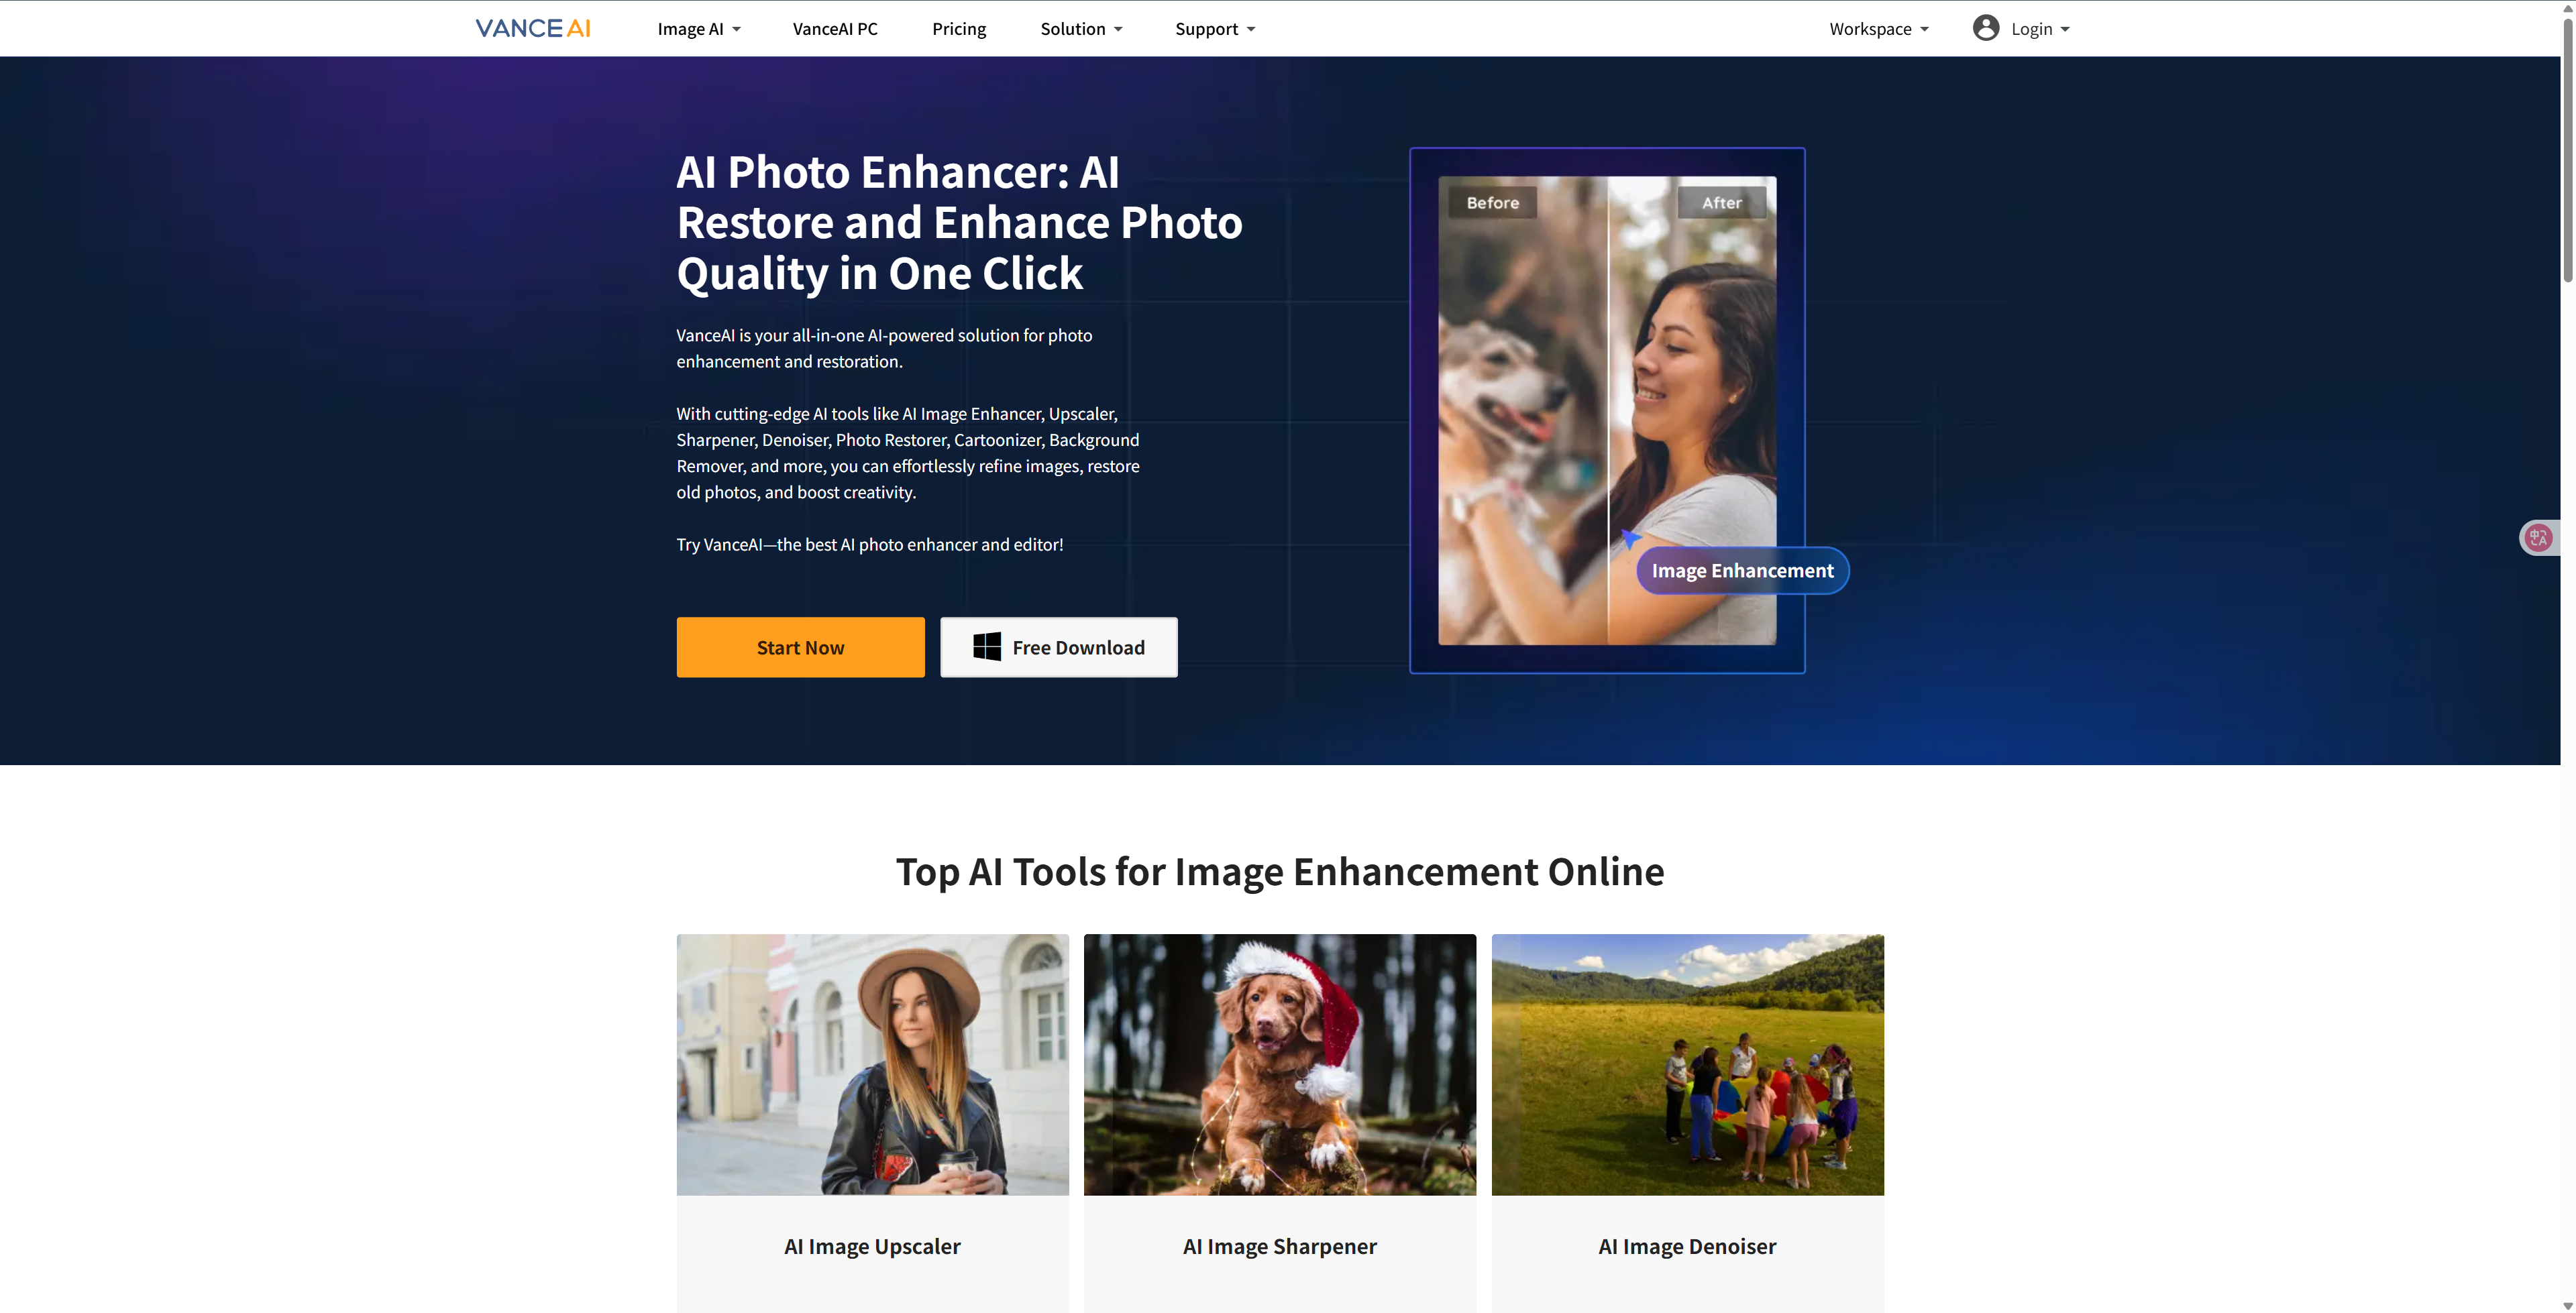 VANCE AI
Image AI
VanceAI PC
Pricing
Solution
Support
Workspace
Login
AI Photo Enhancer: AI
Restore and Enhance Photo
Quality in One Click
VanceAI is your all-in-one AI-powered solution for photo
enhancement and restoration.
With cutting-edge AI tools like AI Image Enhancer, Upscaler,
Sharpener, Denoiser, Photo Restorer, Cartoonizer, Background
Remover, and more, you can effortlessly refine images, restore
old photos, and boost creativity.
Try VanceAI—the best AI photo enhancer and editor!
Start Now
Free Download
Before
After
Image Enhancement
中A
Top AI Tools for Image Enhancement Online
AI Image Upscaler
AI Image Sharpener
AI Image Denoiser